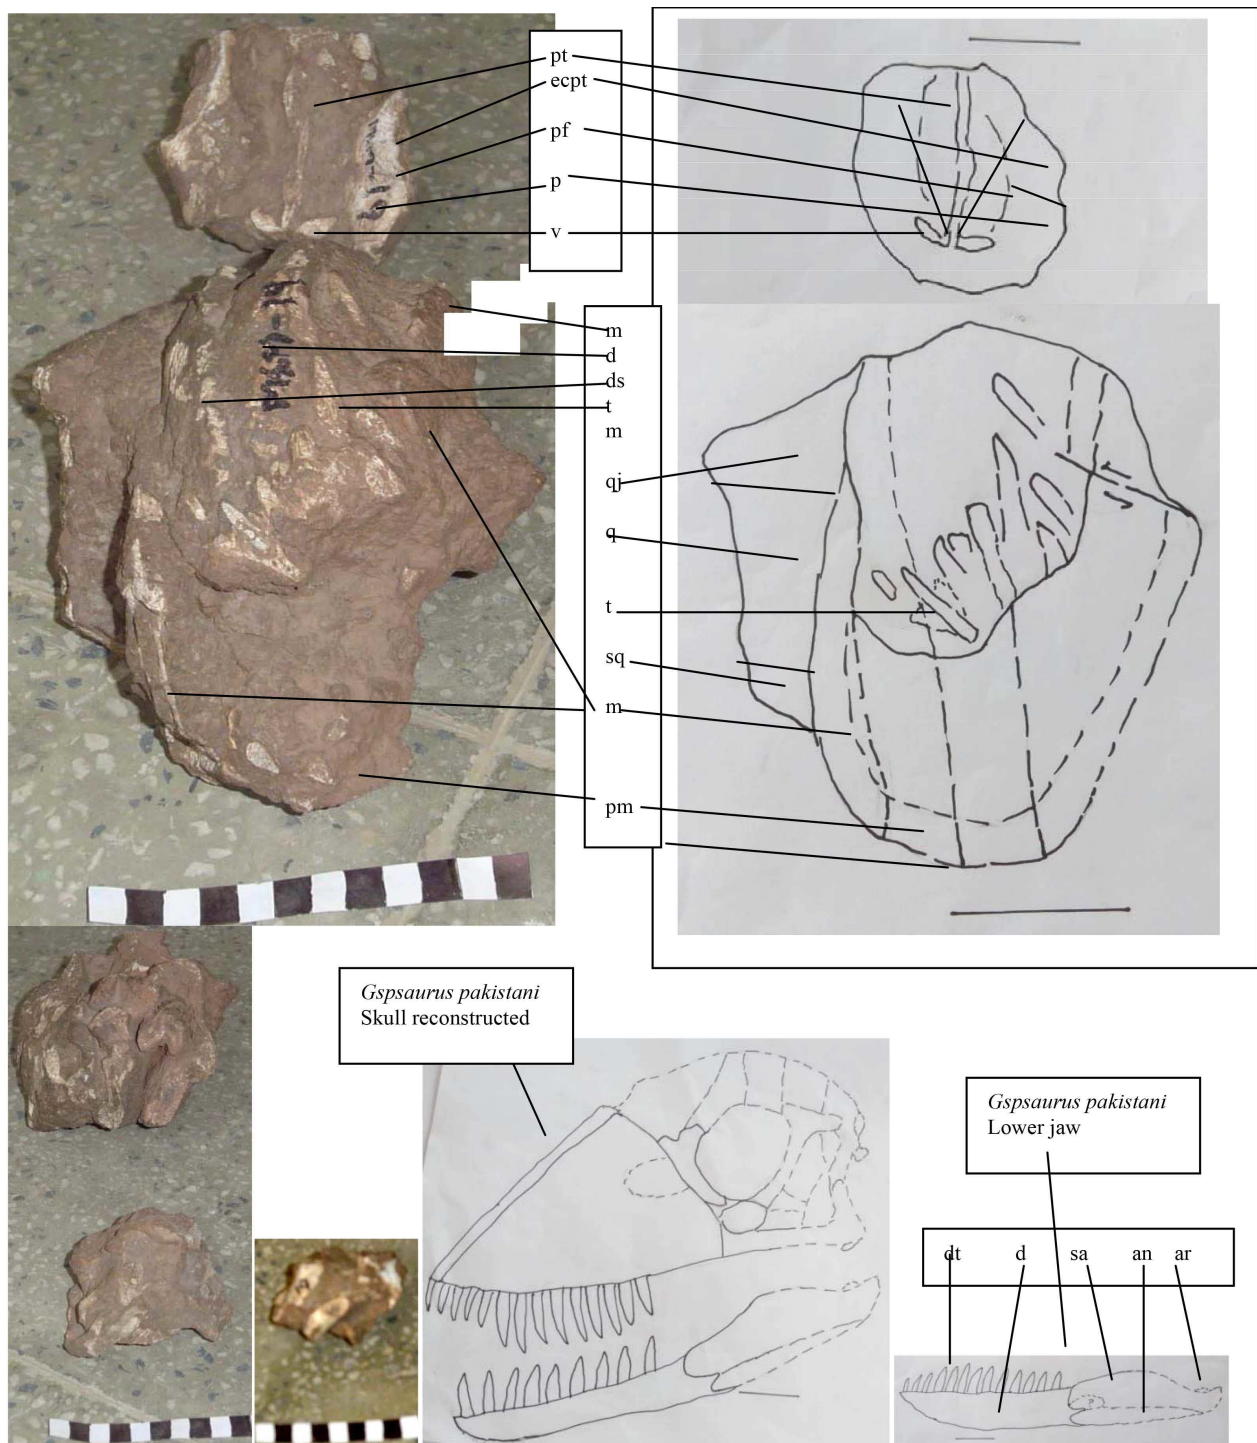 pt
ecpt
pf
p
v
m
d
ds
t
m
qj
q
t
sq
m
pm
Gspsaurus pakistani
Skull reconstructed
Gspsaurus pakistani
Lower jaw
dt d sa an ar